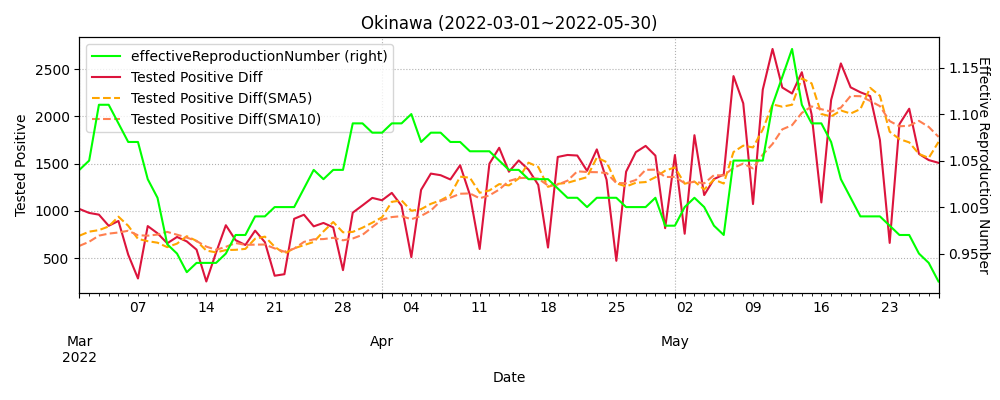 Okinawa (2022-03-01~2022-05-30)
effectiveReproductionNumber (right)
Tested Positive Diff
Tested Positive Diff(SMA5)
Tested Positive Diff(SMA10)
Tested Positive
2500
2000
1500
1000
500
1.15
1.10
1.05
1.00
0.95
Effective Reproduction Number
07 14 21 28 04 11 18 25 02 09 16 23
Mar Apr May
2022
Date